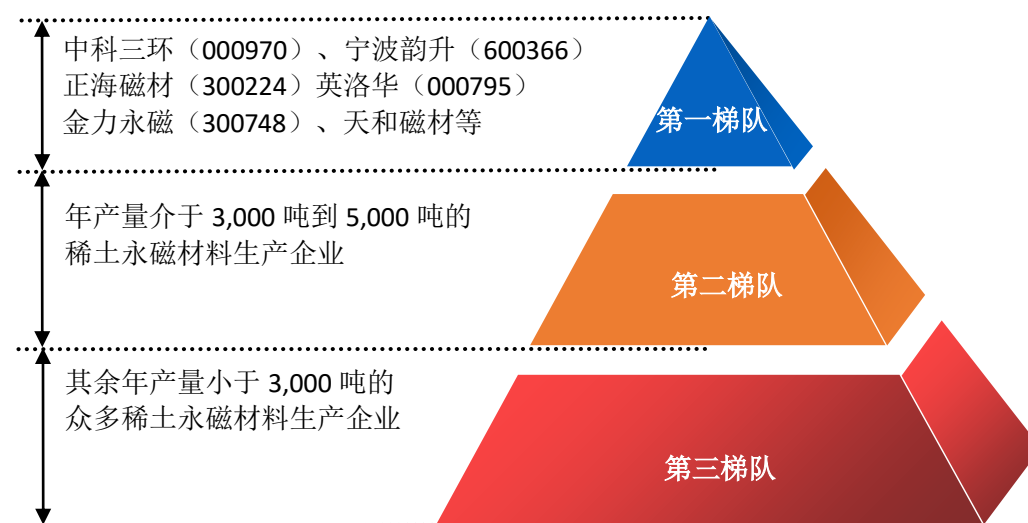 中科三环（000970）、宁波韵升（600366）
正海磁材（300224）英洛华（000795）
金力永磁（300748）、天和磁材等
第一梯队
年产量介于 3,000 吨到 5,000 吨的
稀土永磁材料生产企业
第二梯队
其余年产量小于 3,000 吨的
众多稀土永磁材料生产企业
第三梯队